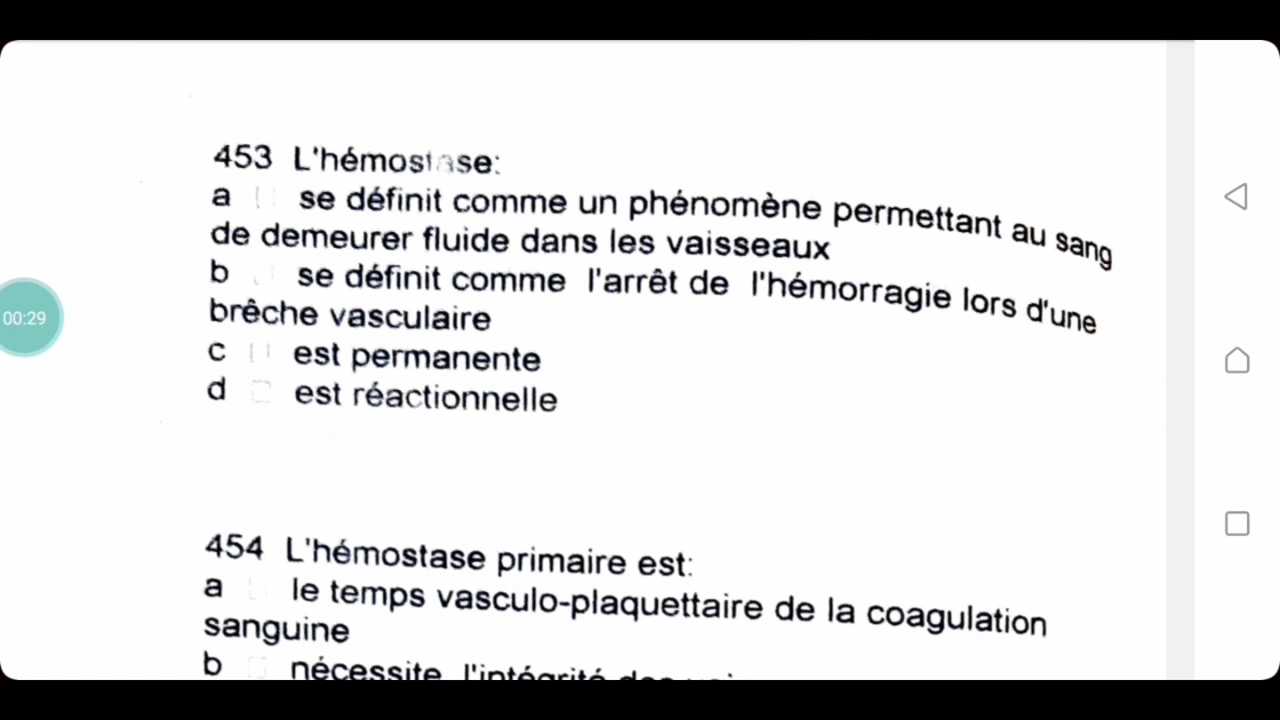 453 L'hémostase:
a se définit comme un phénomène permettant au sang
de demeurer fluide dans les vaisseaux
b se définit comme l'arrêt de l'hémorragie lors d'une
brêche vasculaire
c est permanente
d est réactionnelle
00:29
454 L'hémostase primaire est:
a le temps vasculo-plaquettaire de la coagulation
sanguine
b nécessite l'intégrité des